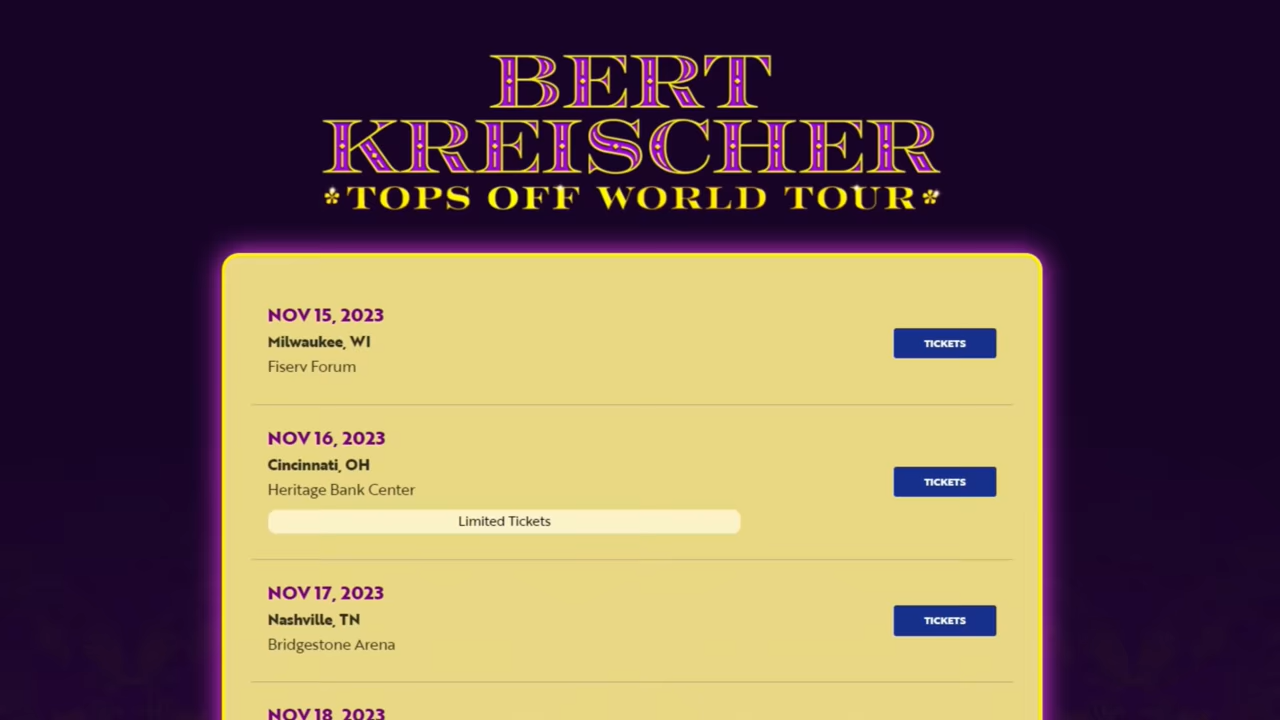 BERT
KREISCHER
TOPS OFF WORLD TOUR
NOV 15, 2023
Milwaukee, WI
Fiserv Forum
TICKETS
NOV 16, 2023
Cincinnati, OH
Heritage Bank Center
Limited Tickets
TICKETS
NOV 17, 2023
Nashville, TN
Bridgestone Arena
TICKETS
NOV 18, 2023